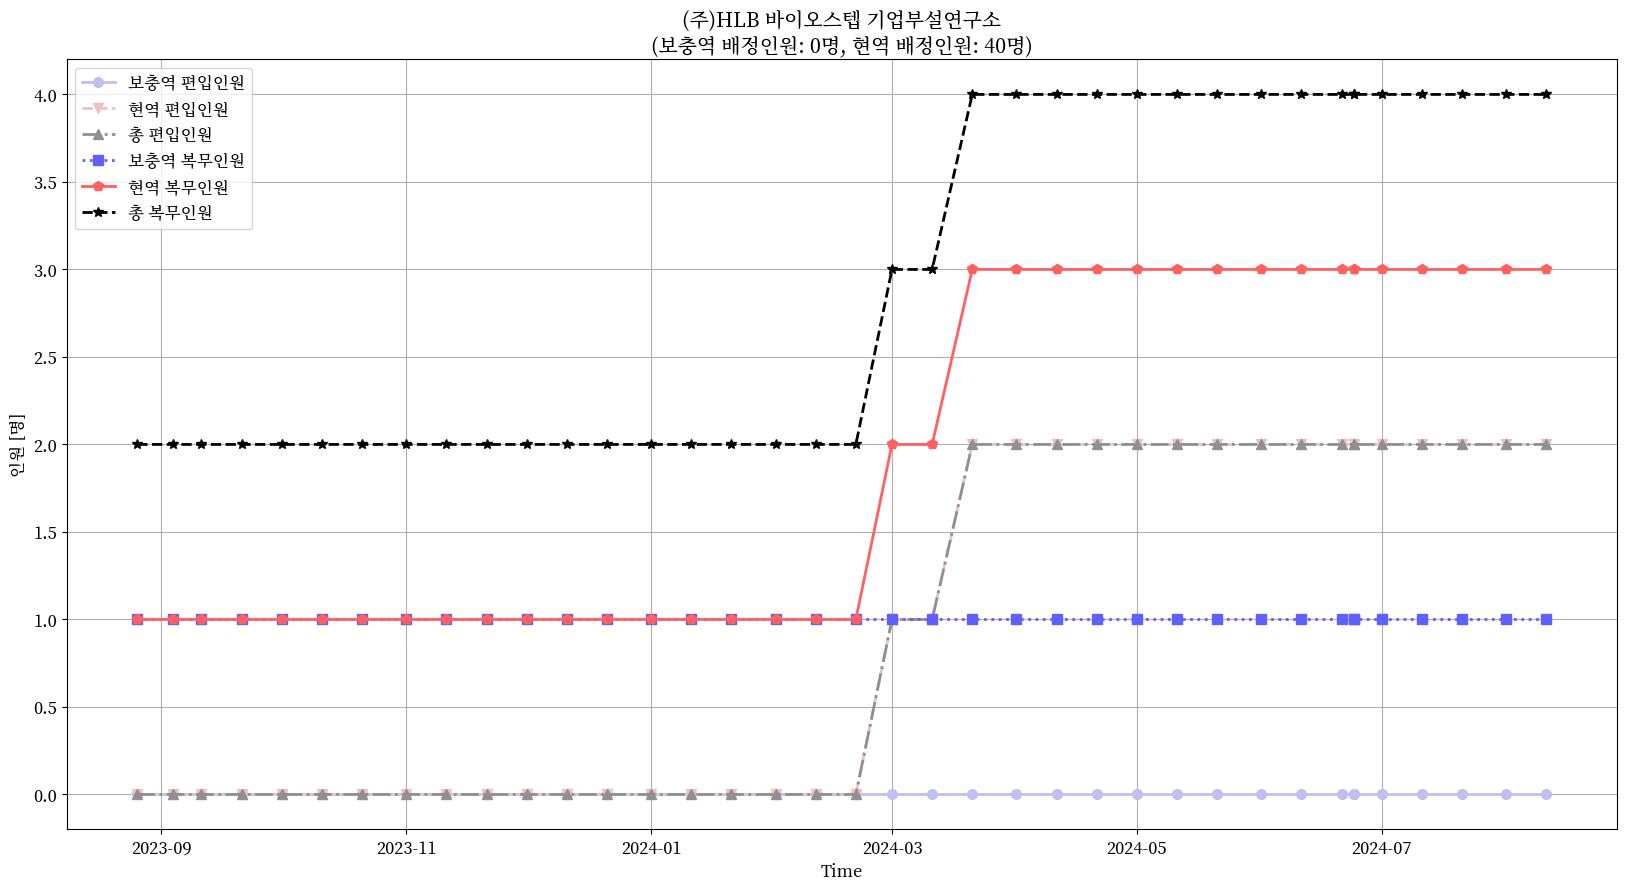 (주)HLB 바이오스텝 기업부설연구소
(보충역 배정인원: 0명, 현역 배정인원: 40명)
보충역 편입인원
현역 편입인원
총 편입인원
보충역 복무인원
현역 복무인원
총 복무인원
4.0
3.5
3.0
2.5
2.0
1.5
1.0
0.5
0.0
인원 [명]
2023-09 2023-11 2024-01 2024-03 2024-05 2024-07
Time